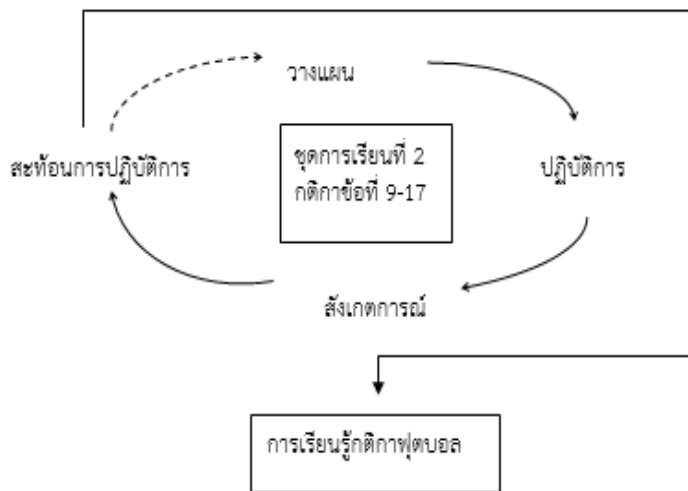 วางแผน
สะท้อนการปฏิบัติการ
ชุดการเรียนที่ 2
กติกาข้อที่ 9-17
ปฏิบัติการ
สังเกตการณ์
การเรียนรู้กติกาฟุตบอล